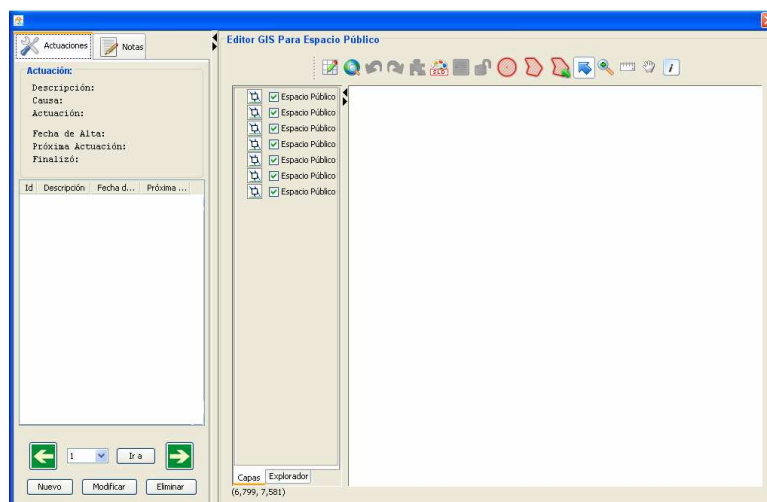 Actuaciones
Notas
Actuación:
Descripción:
Causa:
Actuación:
Fecha de Alta:
Próxima Actuación:
Finalizó:
Id Descripción Fecha d... Próxima ...
1
Ir a
Nuevo Modificar Eliminar
Editor GIS Para Espacio Público
SLD
i
Espacio Público
Espacio Público
Espacio Público
Espacio Público
Espacio Público
Espacio Público
Espacio Público
Capas Explorador
(6,799, 7,581)